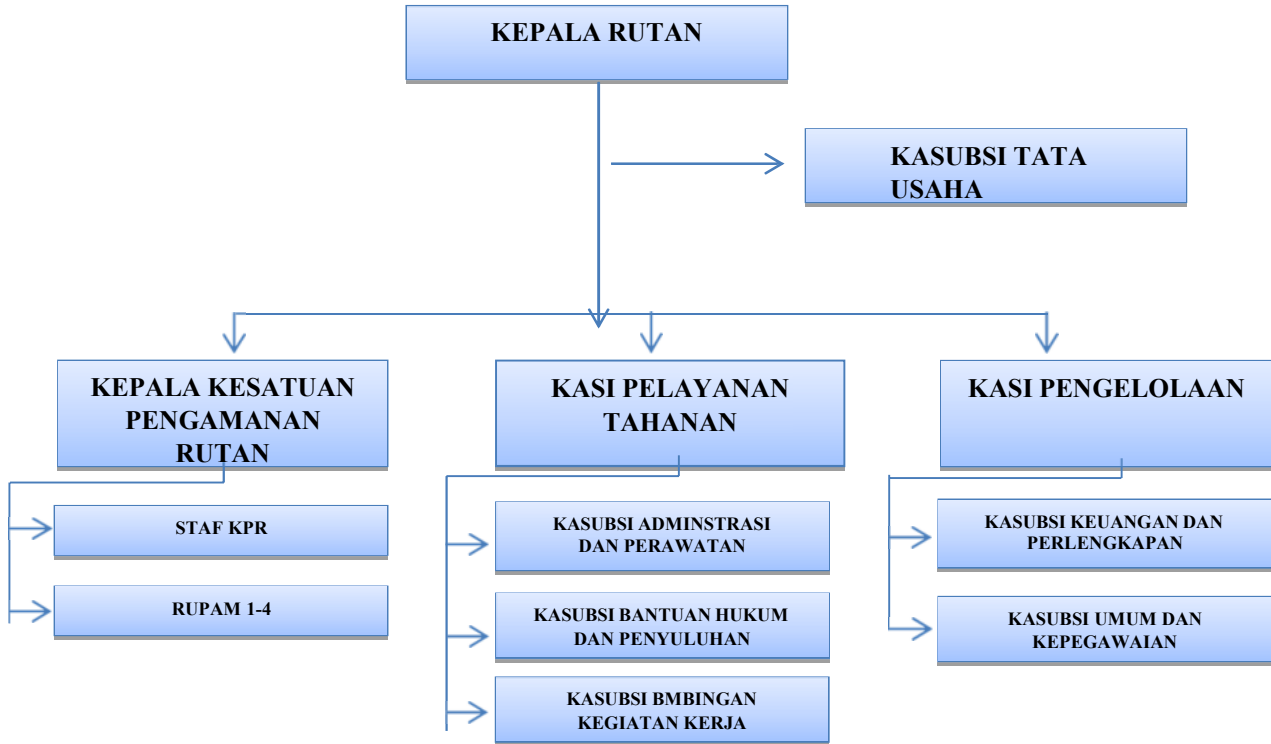 KEPALA RUTAN
KASUBSI TATA
USAHA
KEPALA KESATUAN
PENGAMANAN
RUTAN
KASI PELAYANAN
TAHANAN
KASI PENGELOLAAN
STAF KPR
RUPAM 1-4
KASUBSI ADMINSTRASI
DAN PERAWATAN
KASUBSI BANTUAN HUKUM
DAN PENYULUHAN
KASUBSI BMBINGAN
KEGIATAN KERJA
KASUBSI KEUANGAN DAN
PERLENGKAPAN
KASUBSI UMUM DAN
KEPEGAWAIAN